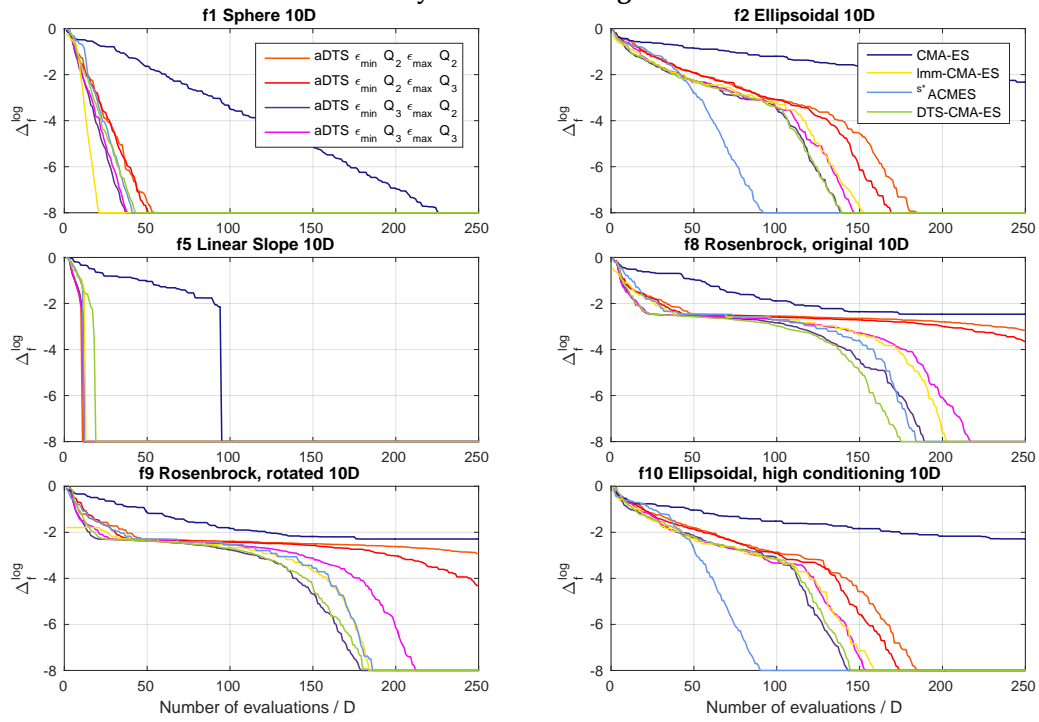 f1 Sphere 10D
0
-2
-4
-6
-8
0 50 100 150 200 250
Δ_f^log
aDTS ϵ_min Q_2 ϵ_max Q_2
aDTS ϵ_min Q_2 ϵ_max Q_3
aDTS ϵ_min Q_3 ϵ_max Q_2
aDTS ϵ_min Q_3 ϵ_max Q_3
f2 Ellipsoidal 10D
0
-2
-4
-6
-8
0 50 100 150 200 250
Δ_f^log
CMA-ES
lmm-CMA-ES
s*ACMES
DTS-CMA-ES
f5 Linear Slope 10D
0
-2
-4
-6
-8
0 50 100 150 200 250
Δ_f^log
f8 Rosenbrock, original 10D
0
-2
-4
-6
-8
0 50 100 150 200 250
Δ_f^log
f9 Rosenbrock, rotated 10D
0
-2
-4
-6
-8
0 50 100 150 200 250
Δ_f^log
Number of evaluations / D
f10 Ellipsoidal, high conditioning 10D
0
-2
-4
-6
-8
0 50 100 150 200 250
Δ_f^log
Number of evaluations / D